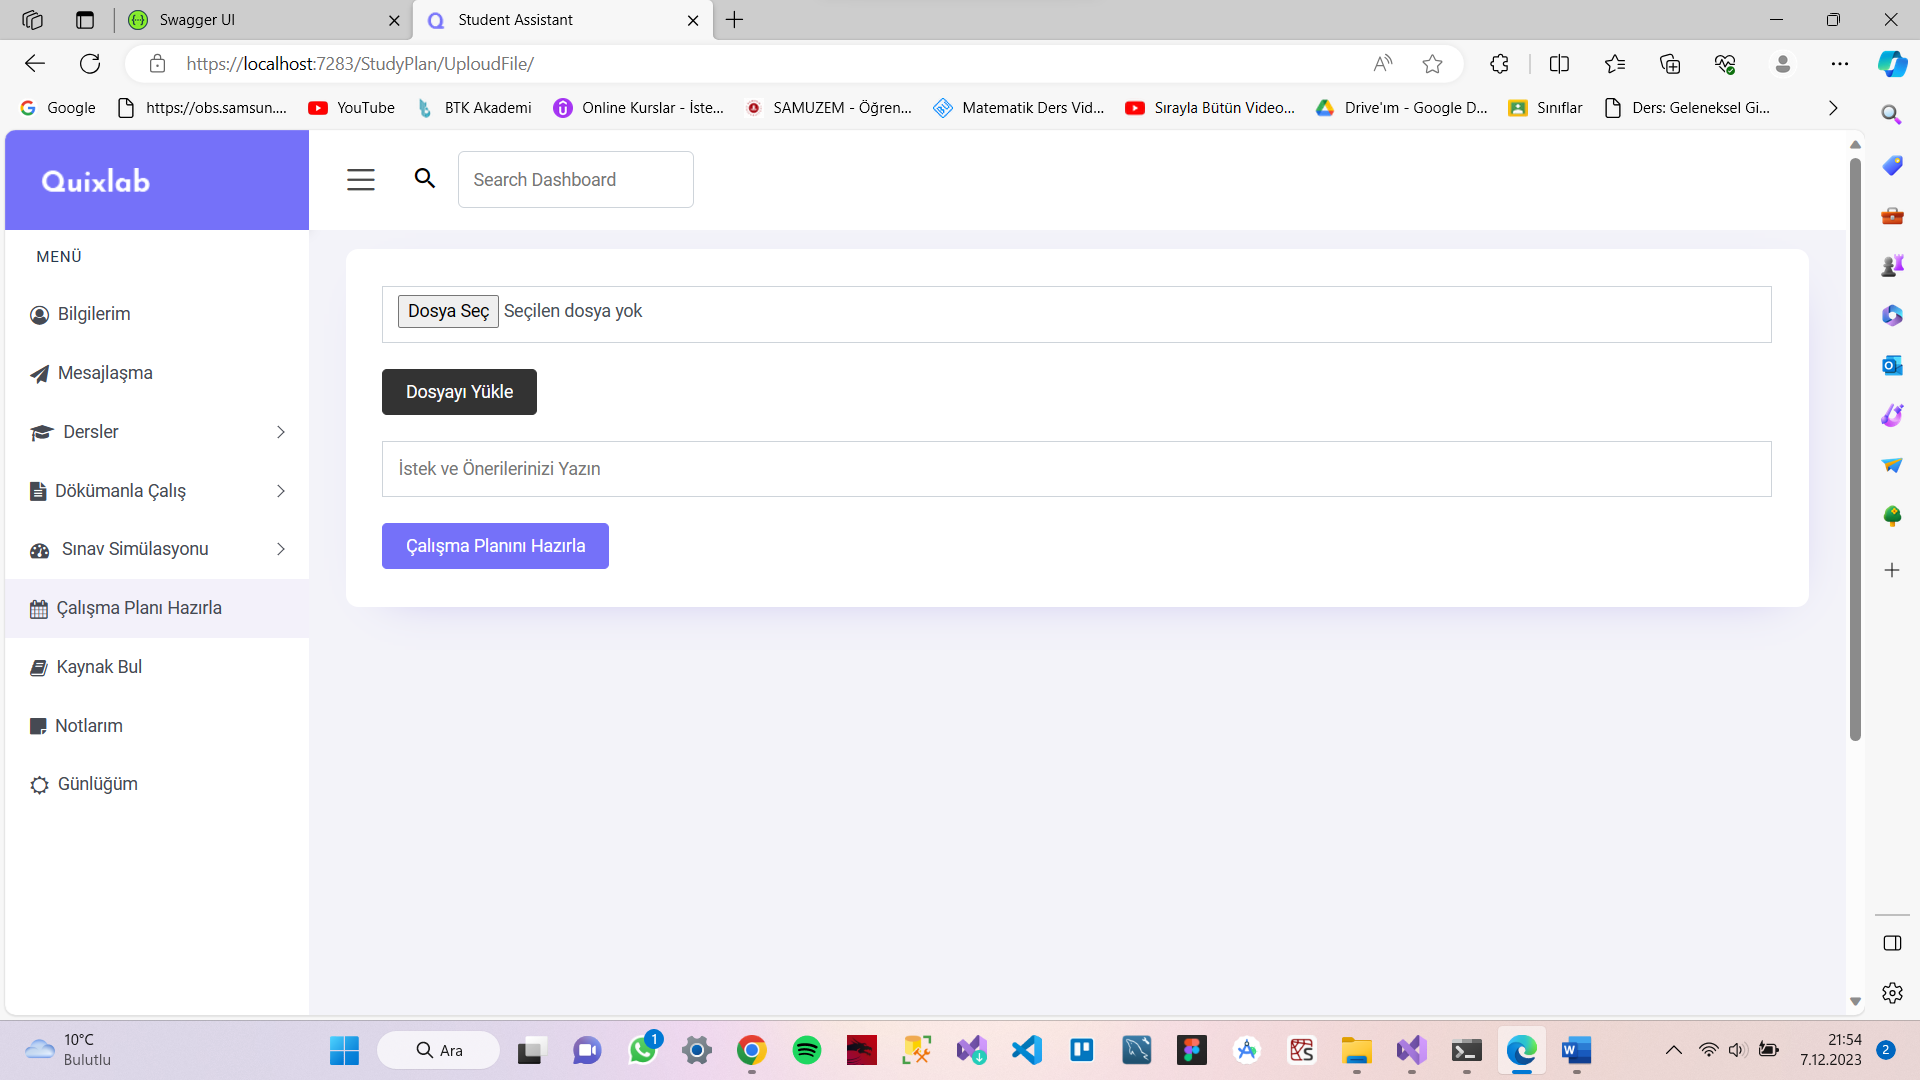 Swagger UI
Student Assistant
https://localhost:7283/StudyPlan/UploudFile/
Google
https://obs.samsun....
YouTube
BTK Akademi
Online Kurslar - İste...
SAMUZEM - Öğren...
Matematik Ders Vid...
Sırayla Bütün Video...
Drive'ım - Google D...
Sınıflar
Ders: Geleneksel Gi...
Quixlab
Search Dashboard
MENÜ
Bilgilerim
Mesajlaşma
Dersler
Dökümanla Çalış
Sınav Simülasyonu
Çalışma Planı Hazırla
Kaynak Bul
Notlarım
Günlüğüm
Dosya Seç Seçilen dosya yok
Dosyayı Yükle
İstek ve Önerilerinizi Yazın
Çalışma Planını Hazırla
10°C
Bulutlu
Ara
1
21:54
7.12.2023
2